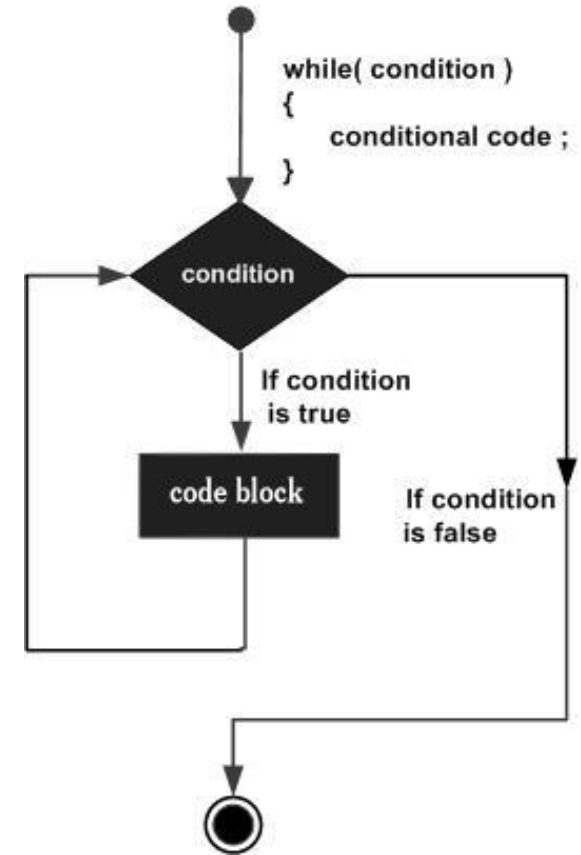 while( condition )
{
conditional code ;
}
condition
If condition
is true
code block
If condition
is false